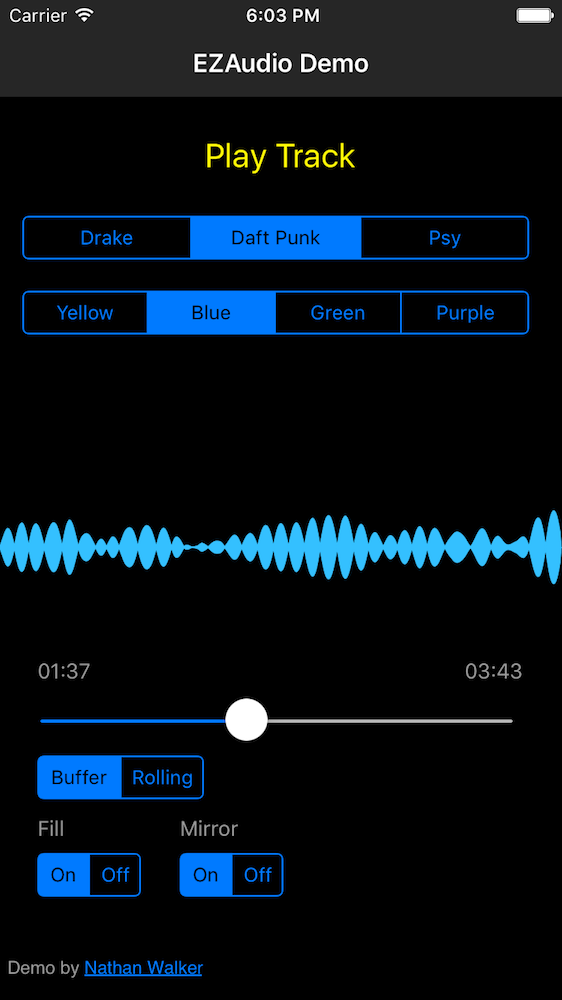 Carrier 6:03 PM
EZAudio Demo
Play Track
Drake Daft Punk Psy
Yellow Blue Green Purple
01:37 03:43
Buffer Rolling
Fill Mirror
On Off On Off
Demo by Nathan Walker